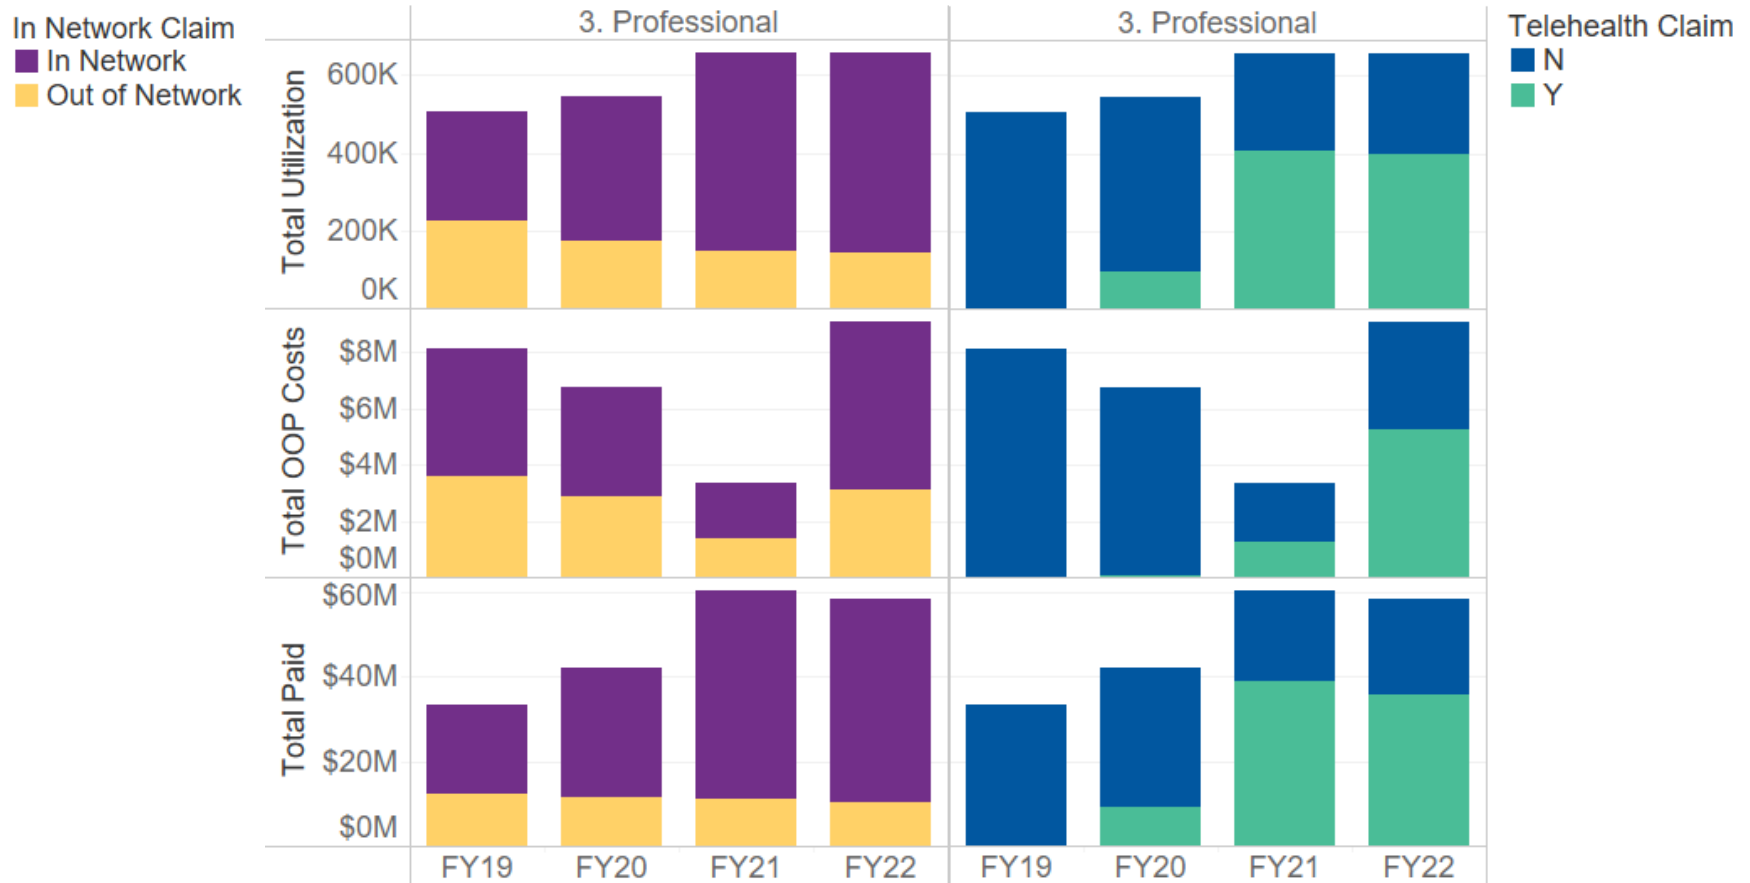 In Network Claim
In Network
Out of Network
3. Professional
3. Professional
Telehealth Claim
N
Y
Total Utilization
600K
400K
200K
0K
Total OOP Costs
$8M
$6M
$4M
$2M
$0M
Total Paid
$60M
$40M
$20M
$0M
FY19 FY20 FY21 FY22 FY19 FY20 FY21 FY22